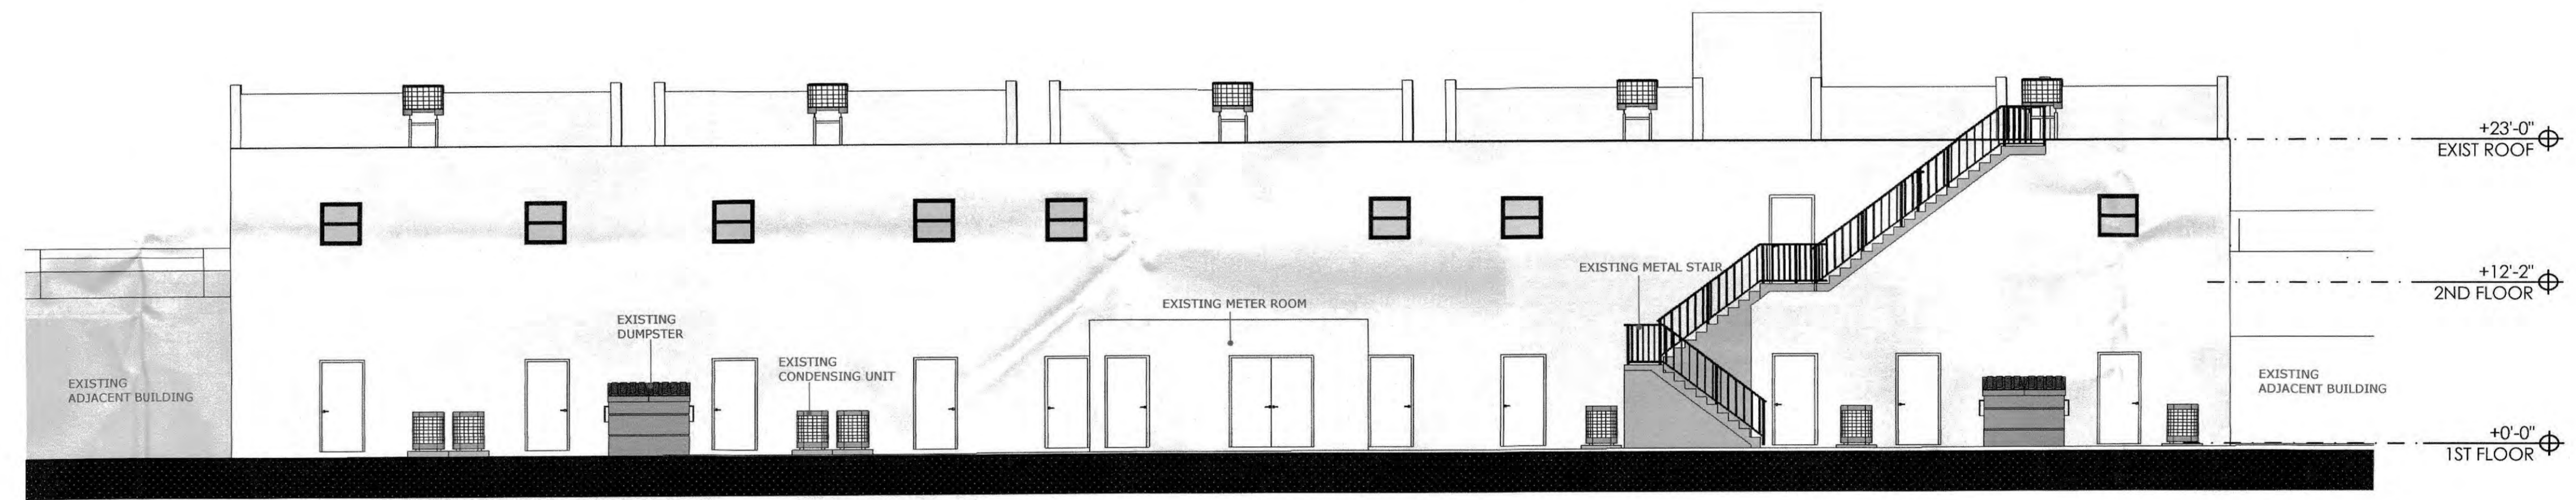 +23'-0"
EXIST ROOF
EXISTING METAL STAIR
+12'-2"
2ND FLOOR
EXISTING METER ROOM
EXISTING
DUMPSTER
EXISTING
CONDENSING UNIT
EXISTING
ADJACENT BUILDING
EXISTING
ADJACENT BUILDING
+0'-0"
1ST FLOOR